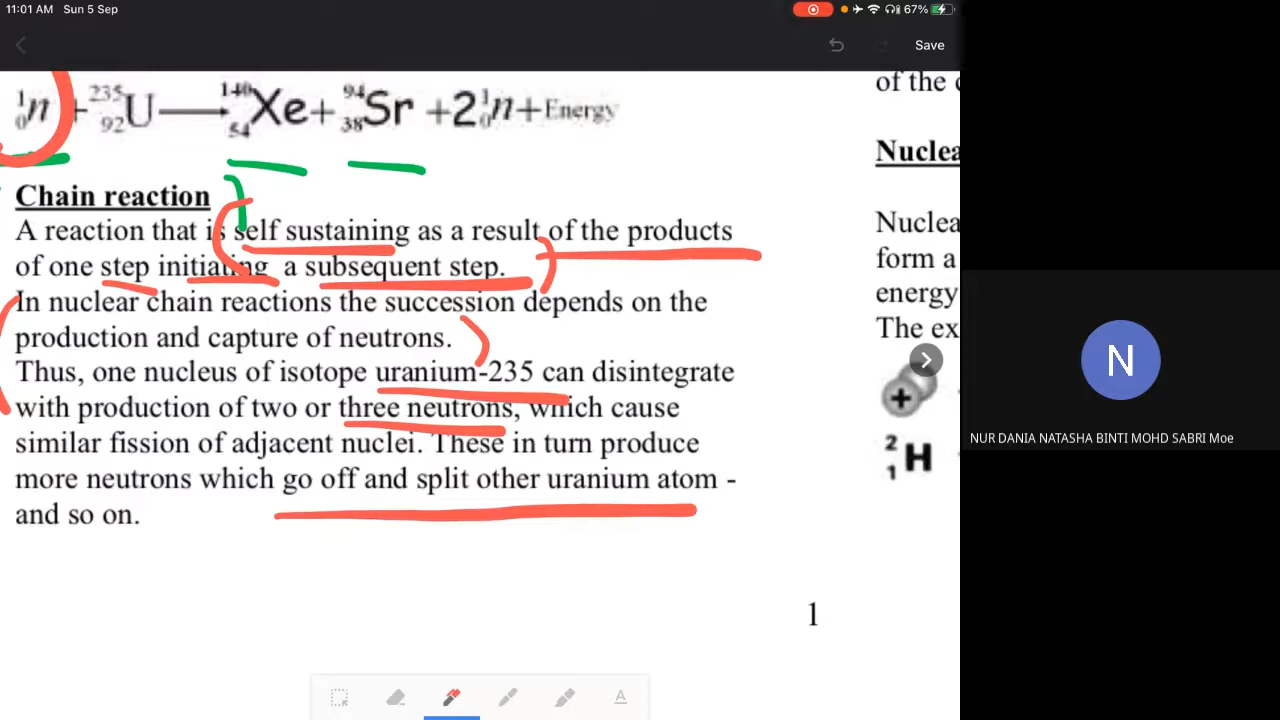 11:01 AM Sun 5 Sep
67%
Save
¹₀n + ²³⁵₉₂U ⟶ ¹⁴⁰₅₄Xe + ⁹⁴₃₈Sr + 2¹₀n + Energy
Chain reaction
A reaction that is self sustaining as a result of the products
of one step initiating a subsequent step.
In nuclear chain reactions the succession depends on the
production and capture of neutrons.
Thus, one nucleus of isotope uranium-235 can disintegrate
with production of two or three neutrons, which cause
similar fission of adjacent nuclei. These in turn produce
more neutrons which go off and split other uranium atom -
and so on.
1
of the
Nuclea
Nuclea
form a
energy
The ex
+
²₁H
N
NUR DANIA NATASHA BINTI MOHD SABRI Moe
A